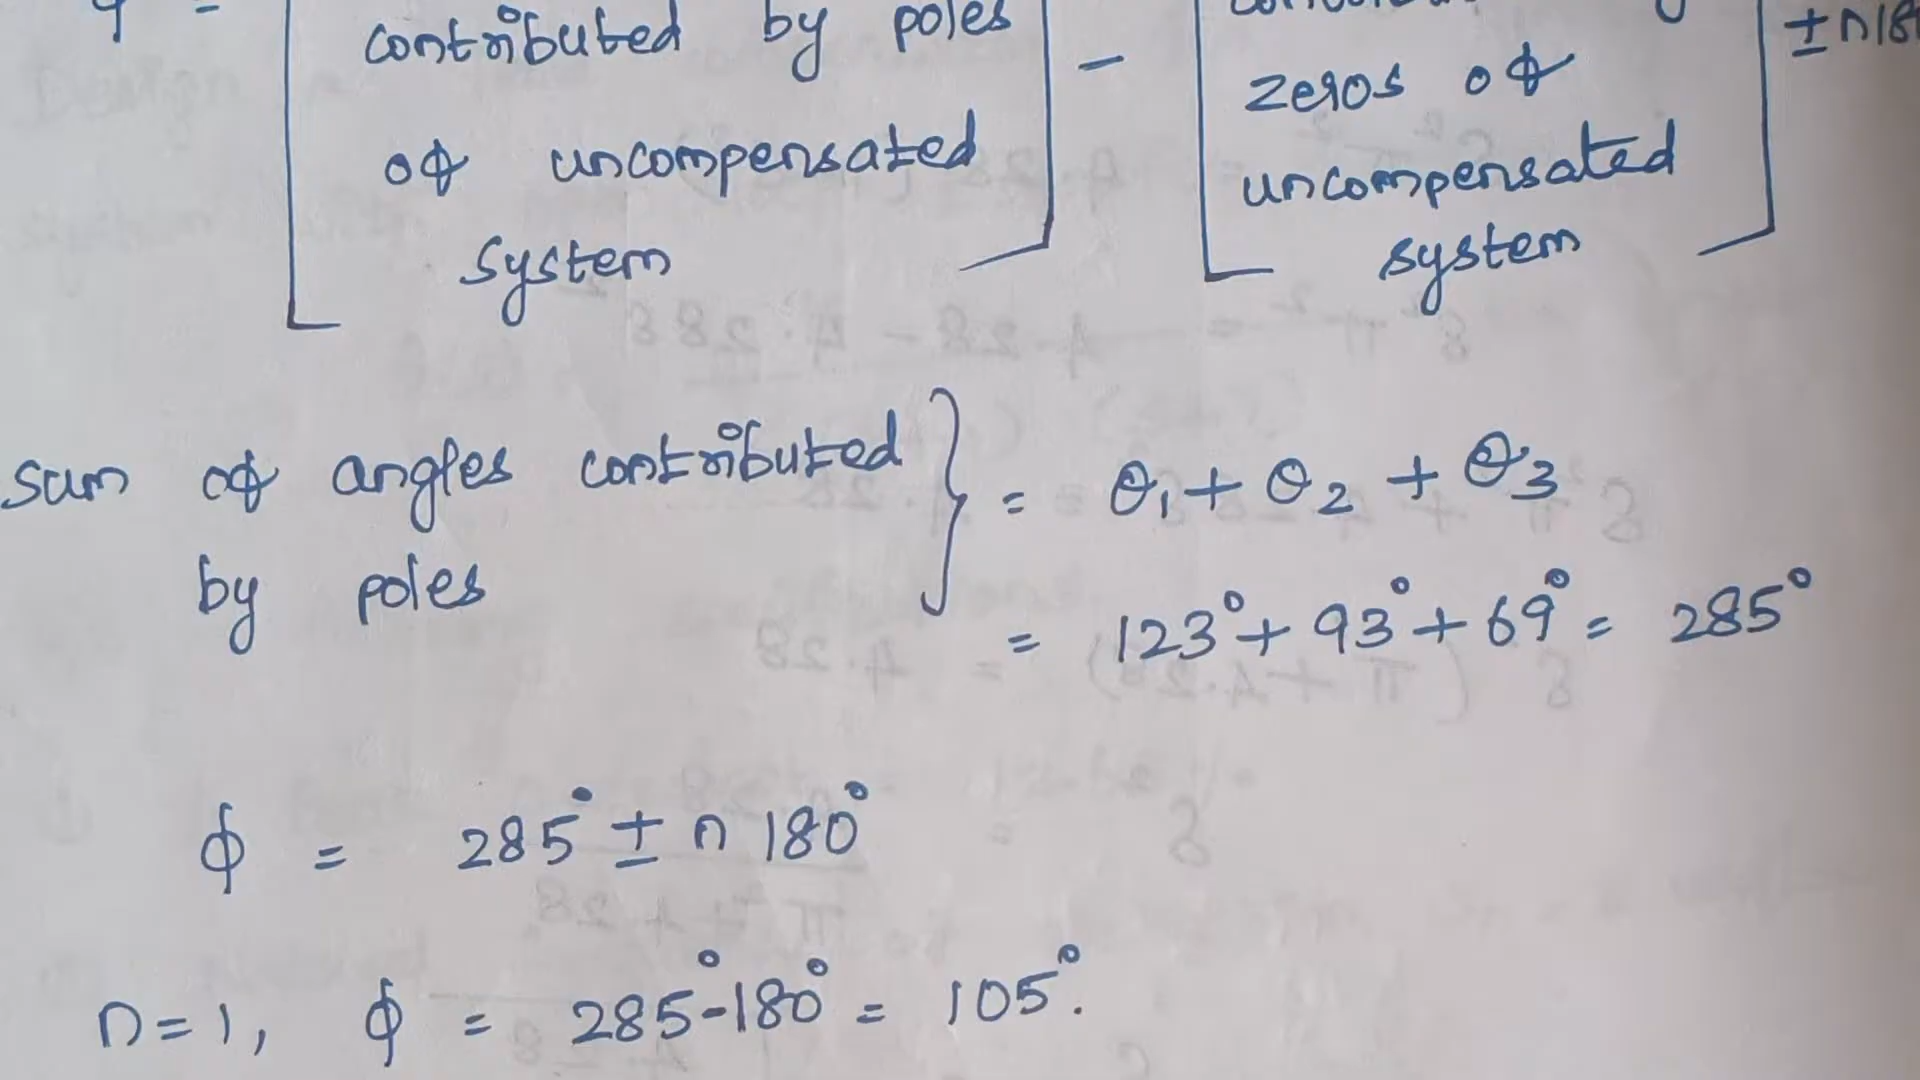 contributed by poles
of uncompensated
system
-
zeros of
uncompensated
system
± n18
sum of angles contributed
by poles
= θ1 + θ2 + θ3
= 123° + 93° + 69° = 285°
ϕ = 285° ± n 180°
n=1, ϕ = 285°-180° = 105°.